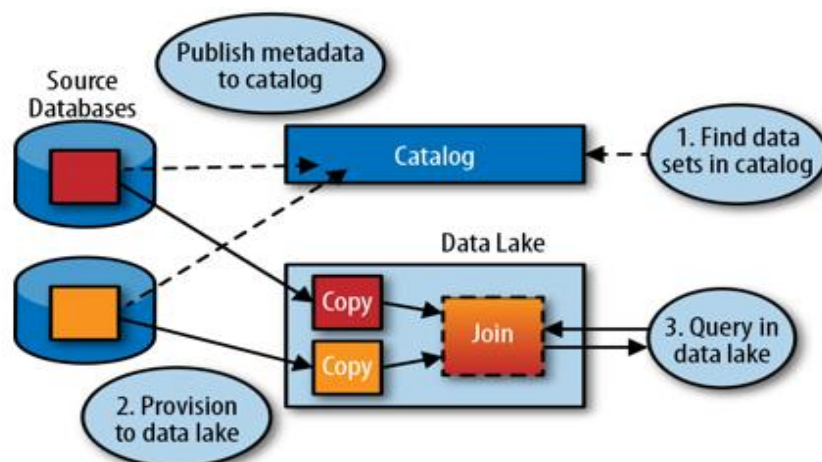 Publish metadata
to catalog
Source
Databases
Catalog
1. Find data
sets in catalog
Data Lake
Copy
Join
Copy
3. Query in
data lake
2. Provision
to data lake